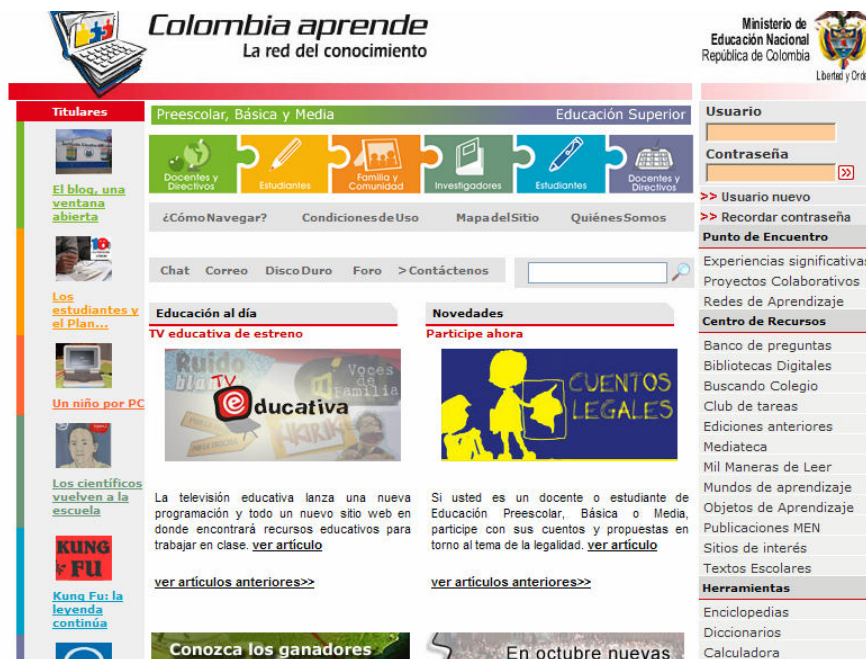 Colombia aprende
La red del conocimiento
Ministerio de
Educación Nacional
República de Colombia
Libertad y Orde
Titulares
El blog, una
ventana
abierta
Los
estudiantes y
el Plan...
Un niño por PC
Los científicos
vuelven a la
escuela
KUNG
FU
Kung Fu: la
leyenda
continúa
Preescolar, Básica y Media
Educación Superior
Docentes y
Directivos
Estudiantes
Familia y
Comunidad
Investigadores
Estudiantes
Docentes y
Directivos
¿Cómo Navegar? Condiciones de Uso Mapa del Sitio Quiénes Somos
Chat Correo Disco Duro Foro > Contáctenos
Educación al día
TV educativa de estreno
Ruido
blanco
Voces
de
Familia
TV
educativa
La televisión educativa lanza una nueva
programación y todo un nuevo sitio web en
donde encontrará recursos educativos para
trabajar en clase. ver artículo
ver artículos anteriores>>
Conozca los ganadores
Novedades
Participe ahora
CUENTOS
LEGALES
Si usted es un docente o estudiante de
Educación Preescolar, Básica o Media,
participe con sus cuentos y propuestas en
torno al tema de la legalidad. ver artículo
ver articulos anteriores>>
En octubre nuevas
Usuario
Contraseña
>> Usuario nuevo
>> Recordar contraseña
Punto de Encuentro
Experiencias significativas
Proyectos Colaborativos
Redes de Aprendizaje
Centro de Recursos
Banco de preguntas
Bibliotecas Digitales
Buscando Colegio
Club de tareas
Ediciones anteriores
Mediateca
Mil Maneras de Leer
Mundos de aprendizaje
Objetos de Aprendizaje
Publicaciones MEN
Sitios de interés
Textos Escolares
Herramientas
Enciclopedias
Diccionarios
Calculadora